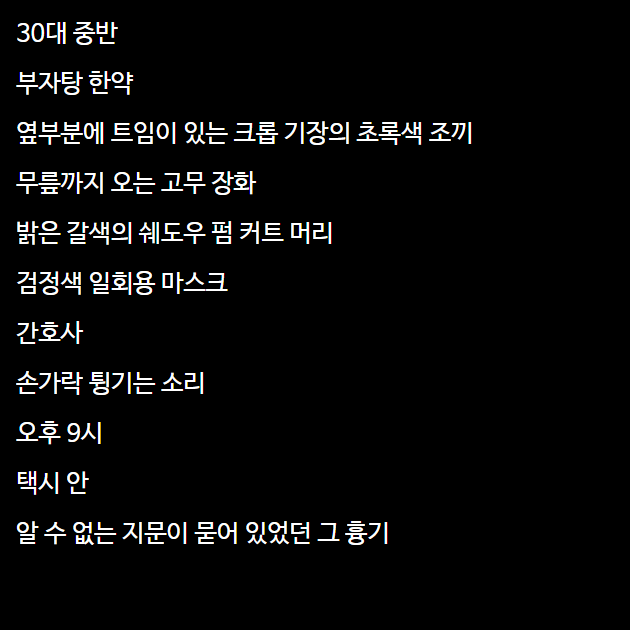 30대 중반
부자탕 한약
옆부분에 트임이 있는 크롭 기장의 초록색 조끼
무릎까지 오는 고무 장화
밝은 갈색의 쉐도우 펌 커트 머리
검정색 일회용 마스크
간호사
손가락 튕기는 소리
오후 9시
택시 안
알 수 없는 지문이 묻어 있었던 그 흉기